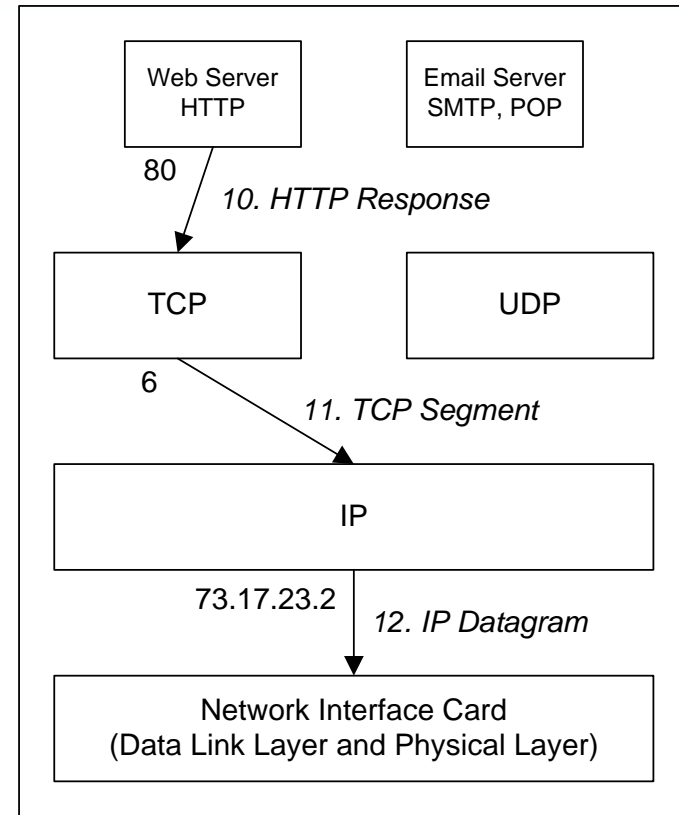 Web Server
HTTP
Email Server
SMTP, POP
80
10. HTTP Response
TCP
UDP
6
11. TCP Segment
IP
73.17.23.2
12. IP Datagram
Network Interface Card
(Data Link Layer and Physical Layer)